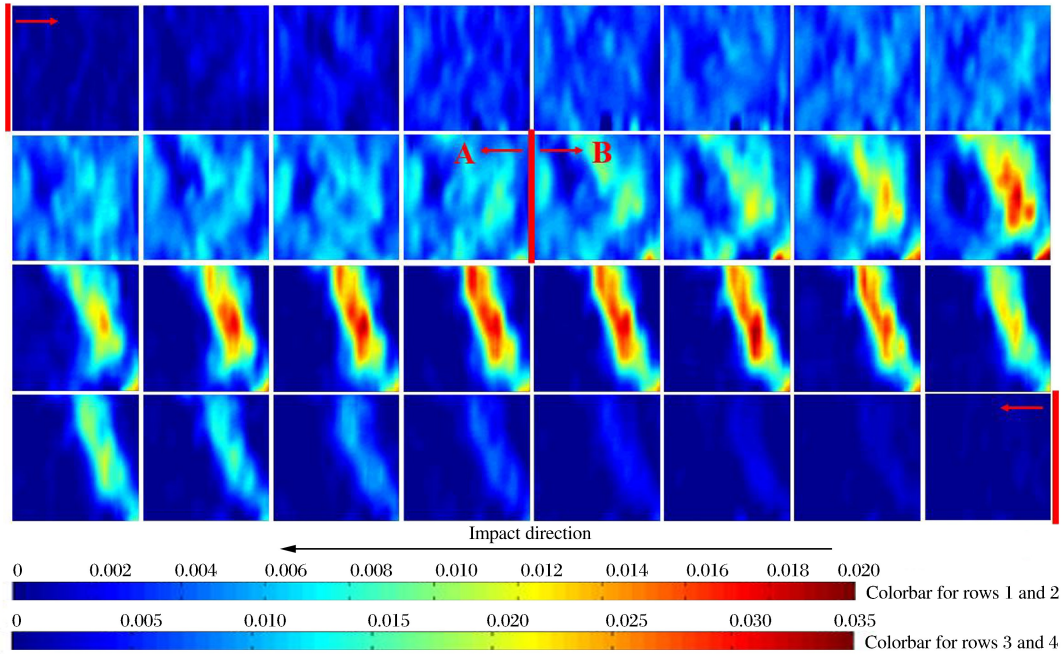 A B
Impact direction
0 0.002 0.004 0.006 0.008 0.010 0.012 0.014 0.016 0.018 0.020
Colorbar for rows 1 and 2
0 0.005 0.010 0.015 0.020 0.025 0.030 0.035
Colorbar for rows 3 and 4